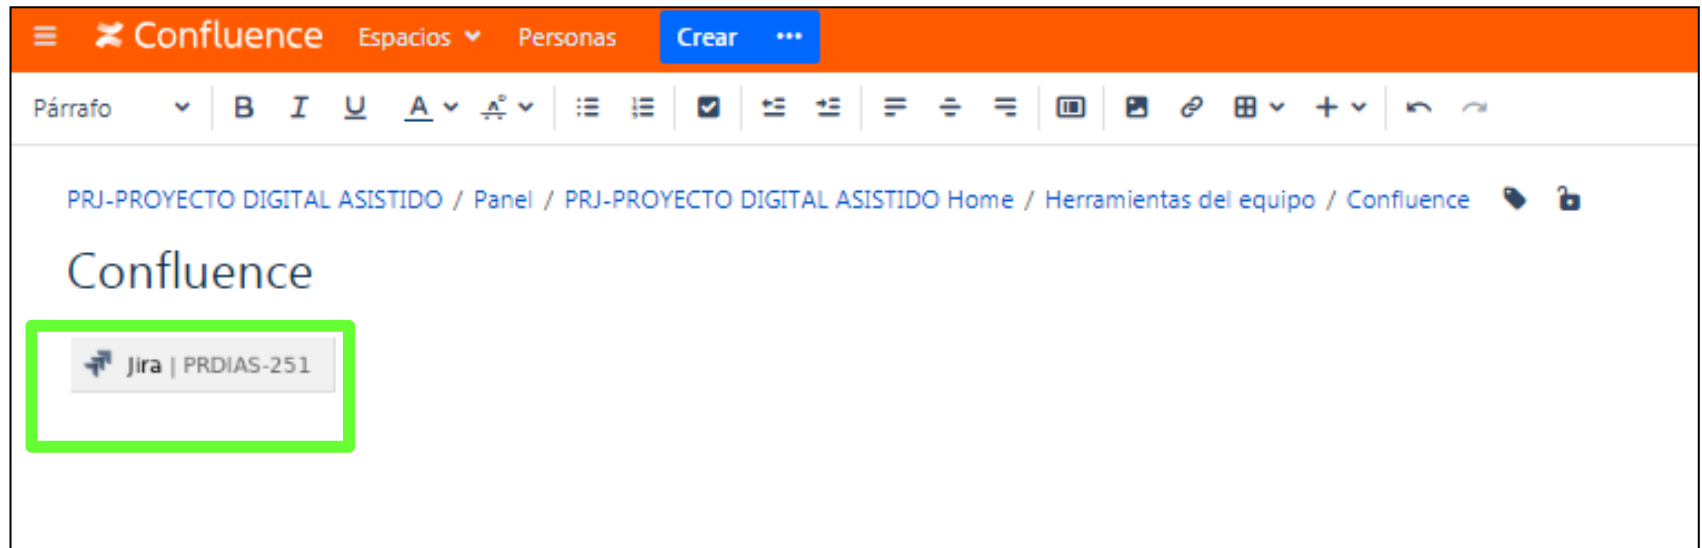 Confluence Espacios Personas Crear ...
Párrafo B I U A A
PRJ-PROYECTO DIGITAL ASISTIDO / Panel / PRJ-PROYECTO DIGITAL ASISTIDO Home / Herramientas del equipo / Confluence
Confluence
Jira | PRDIAS-251